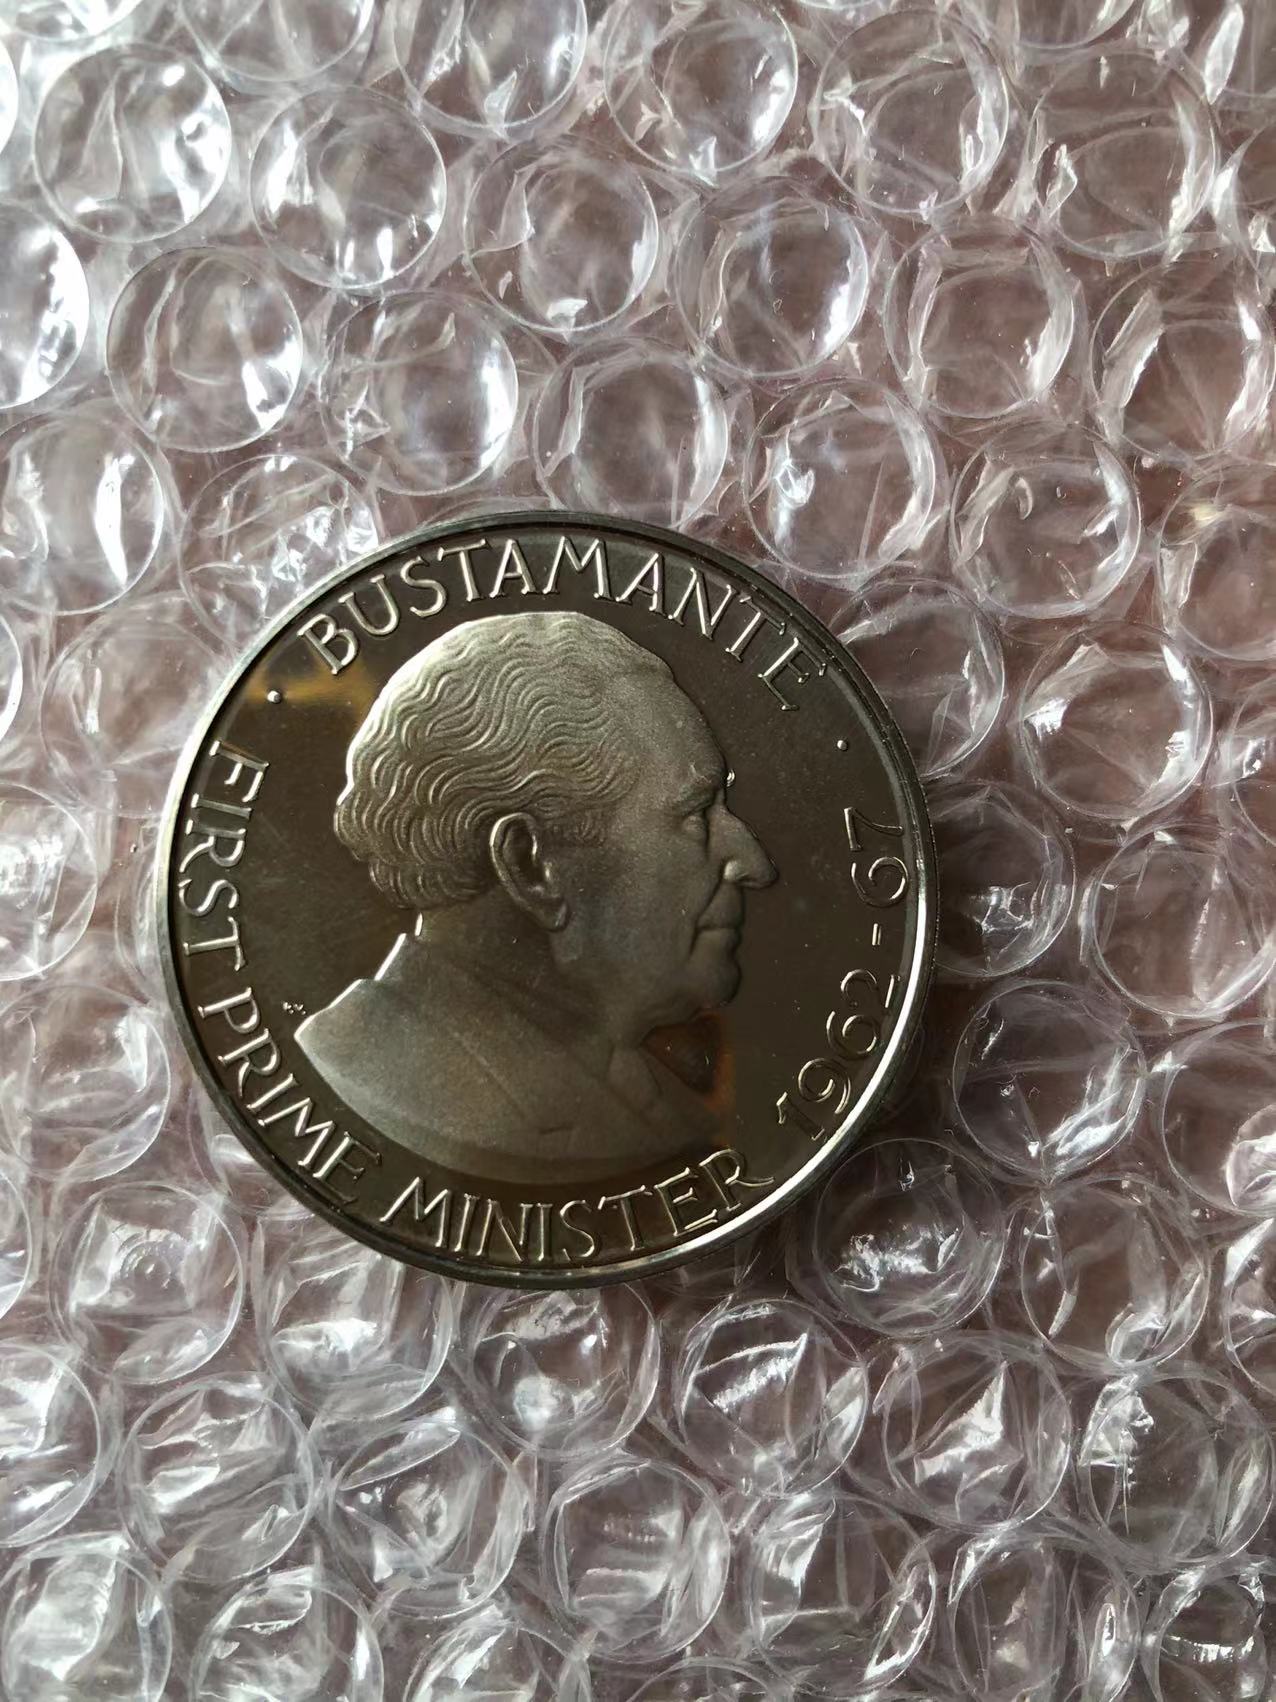 · BUSTAMANTE ·
FIRST PRIME MINISTER 1962-67